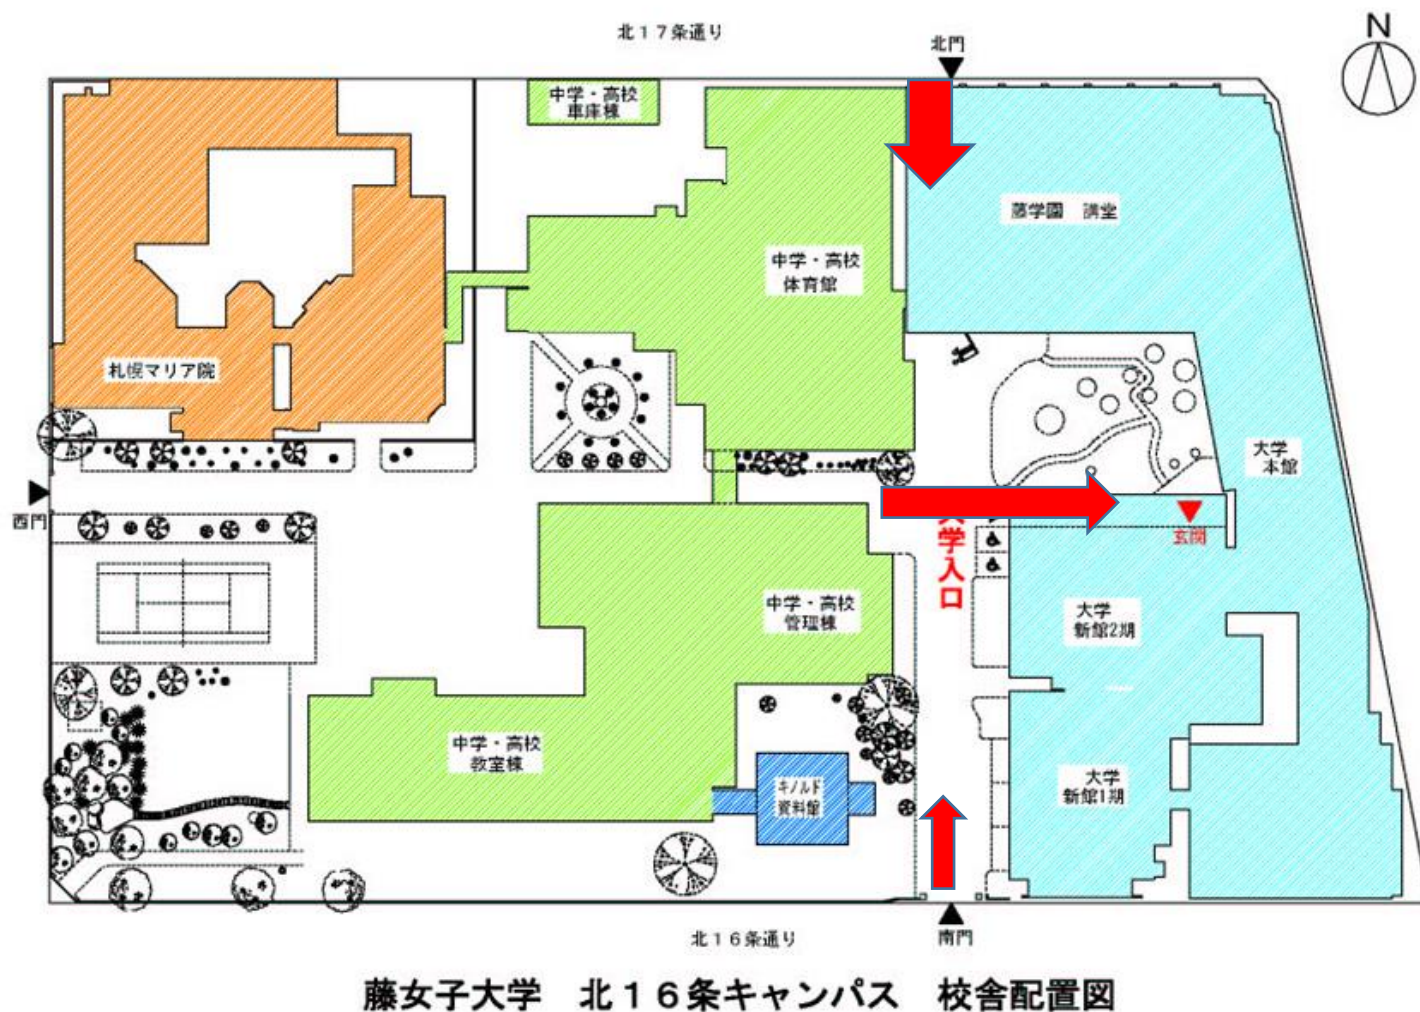 北１７条通り
北門
N
中学・高校
車庫棟
藤学園　講堂
中学・高校
体育館
札幌マリア院
大学
本館
西門
学入口
玄関
中学・高校
管理棟
大学
新館2期
中学・高校
教室棟
キノルド
資料館
大学
新館1期
北１６条通り
南門
藤女子大学　北１６条キャンパス　校舎配置図